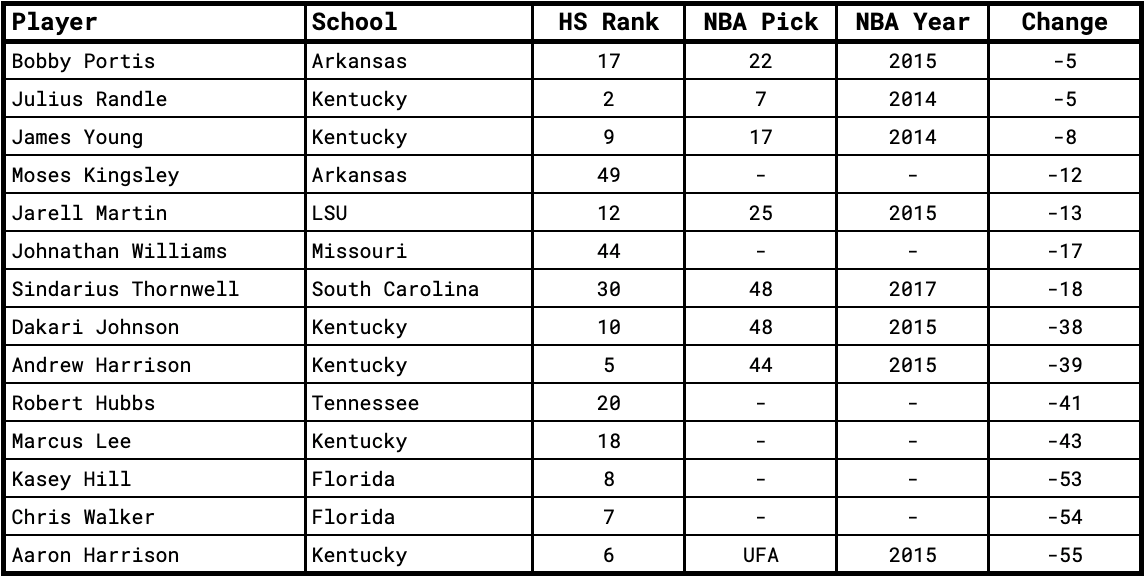 Player School HS Rank NBA Pick NBA Year Change
Bobby Portis Arkansas 17 22 2015 -5
Julius Randle Kentucky 2 7 2014 -5
James Young Kentucky 9 17 2014 -8
Moses Kingsley Arkansas 49 - - -12
Jarell Martin LSU 12 25 2015 -13
Johnathan Williams Missouri 44 - - -17
Sindarius Thornwell South Carolina 30 48 2017 -18
Dakari Johnson Kentucky 10 48 2015 -38
Andrew Harrison Kentucky 5 44 2015 -39
Robert Hubbs Tennessee 20 - - -41
Marcus Lee Kentucky 18 - - -43
Kasey Hill Florida 8 - - -53
Chris Walker Florida 7 - - -54
Aaron Harrison Kentucky 6 UFA 2015 -55